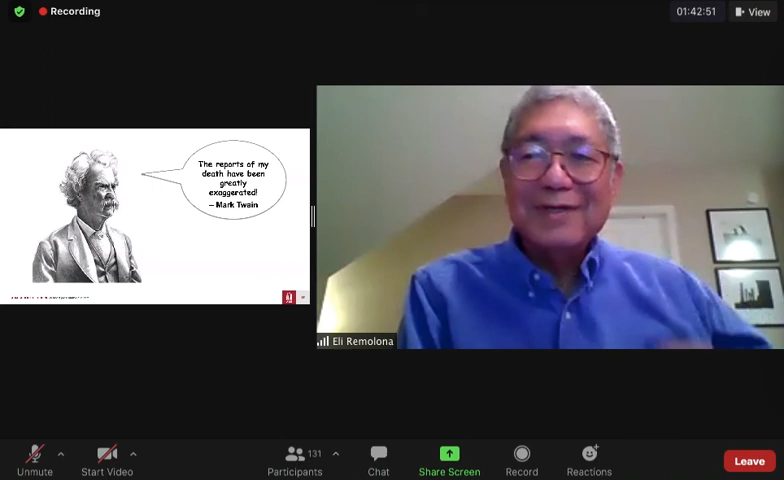 Recording
01:42:51
View
The reports of my
death have been
greatly
exaggerated!
– Mark Twain
Eli Remolona
Unmute
Start Video
131
Participants
Chat
Share Screen
Record
Reactions
Leave